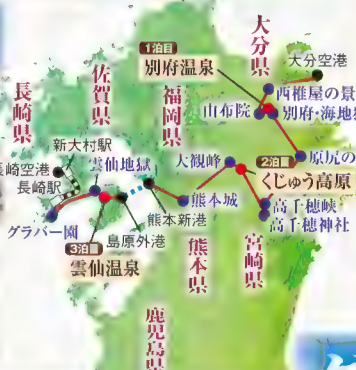 大分県
大分空港
1泊目
別府温泉
西椎屋の景
佐賀県
福岡県
由布院
別府・海地獄
長崎県
新大村駅
長崎空港
雲仙地獄
大観峰
原尻の
2泊目
くじゅう高原
長崎駅
熊本城
高千穂峡
高千穂神社
グラバー園
熊本新港
島原外港
3泊目
雲仙温泉
熊本県
宮崎県
鹿児島県